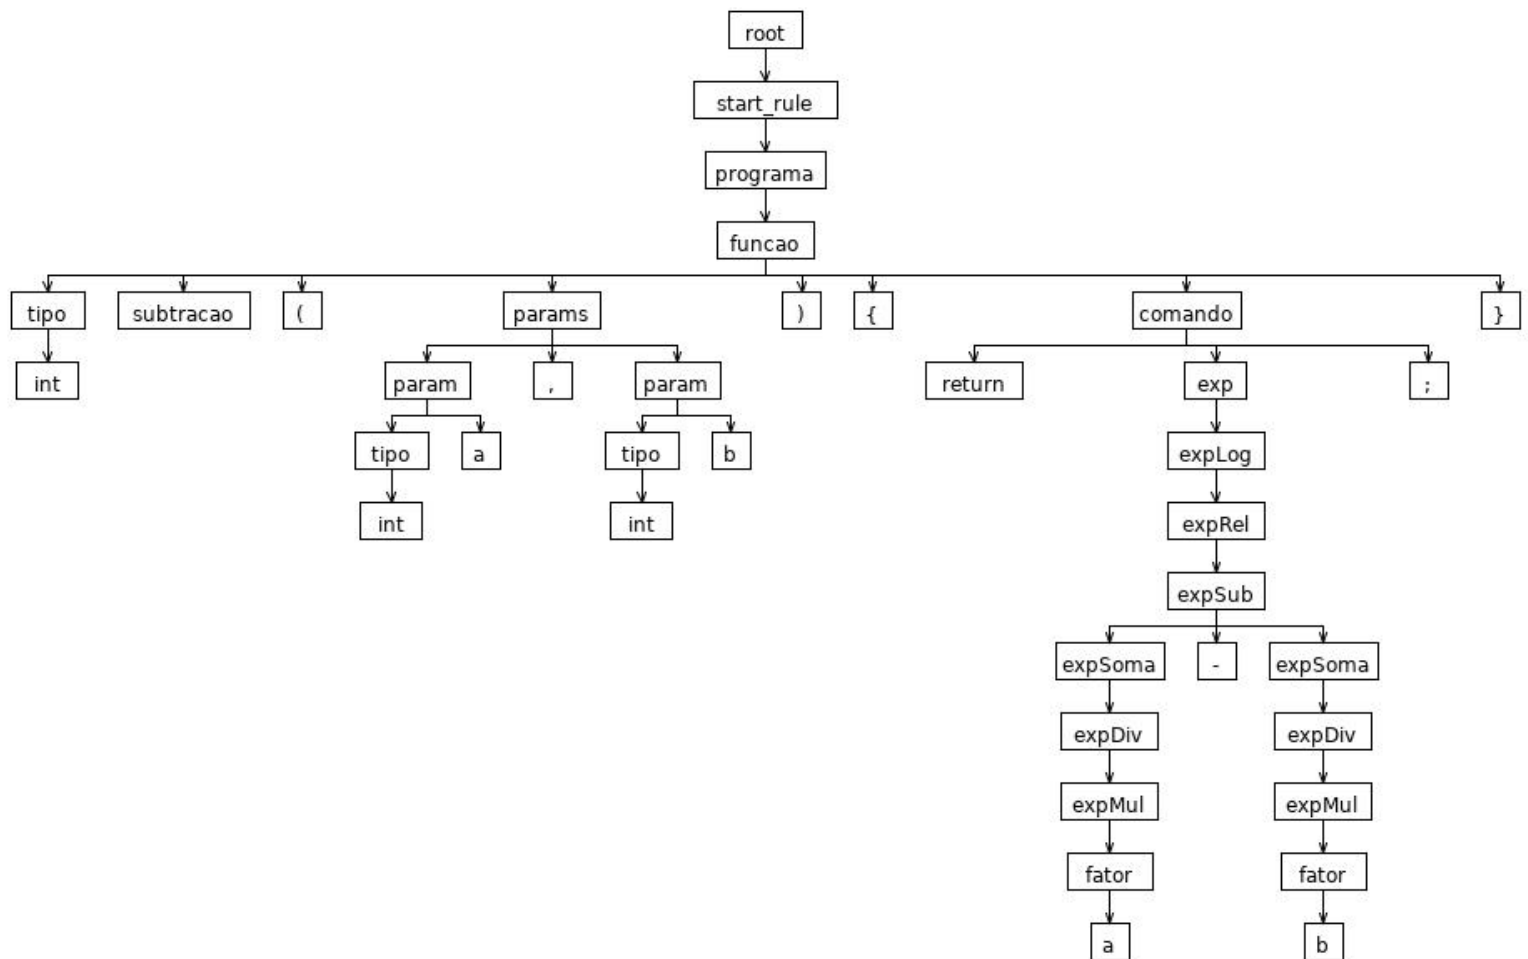 root
start_rule
programa
funcao
tipo subtracao ( params ) { comando }
int param , param return exp ;
tipo a tipo b expLog
int int expRel
expSub
expSoma - expSoma
expDiv expDiv
expMul expMul
fator fator
a b